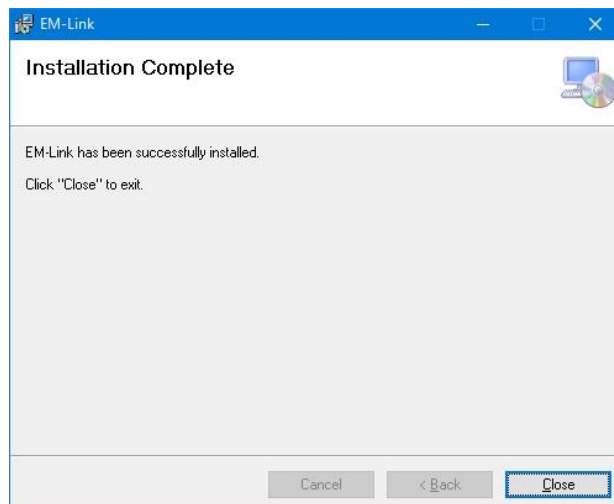 EM-Link
Installation Complete
EM-Link has been successfully installed.
Click "Close" to exit.
Cancel
< Back
Close